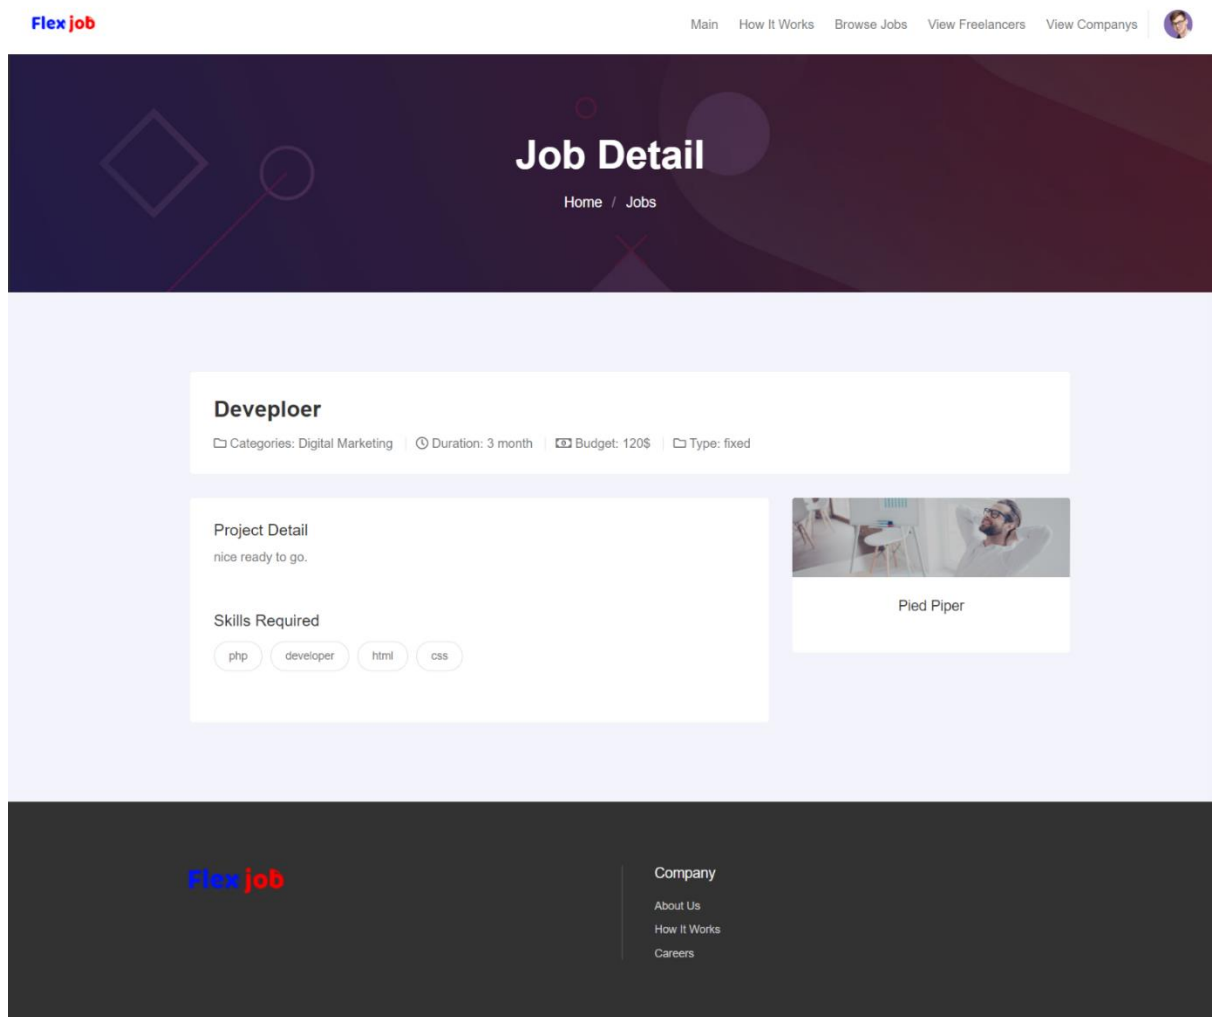 Flex job
Main How It Works Browse Jobs View Freelancers View Companys
Job Detail
Home / Jobs
Deveploer
Categories: Digital Marketing Duration: 3 month Budget: 120$ Type: fixed
Project Detail
nice ready to go.
Skills Required
php developer html css
Pied Piper
Flex job
Company
About Us
How It Works
Careers